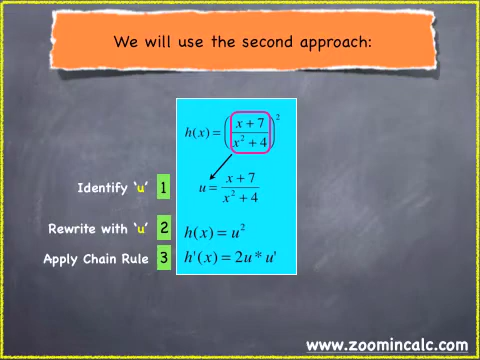 We will use the second approach:
h(x) = ( (x + 7) / (x² + 4) )²
Identify ‘u’ 1 u = (x + 7) / (x² + 4)
Rewrite with ‘u’ 2 h(x) = u²
Apply Chain Rule 3 h'(x) = 2u * u'
www.zoomincalc.com